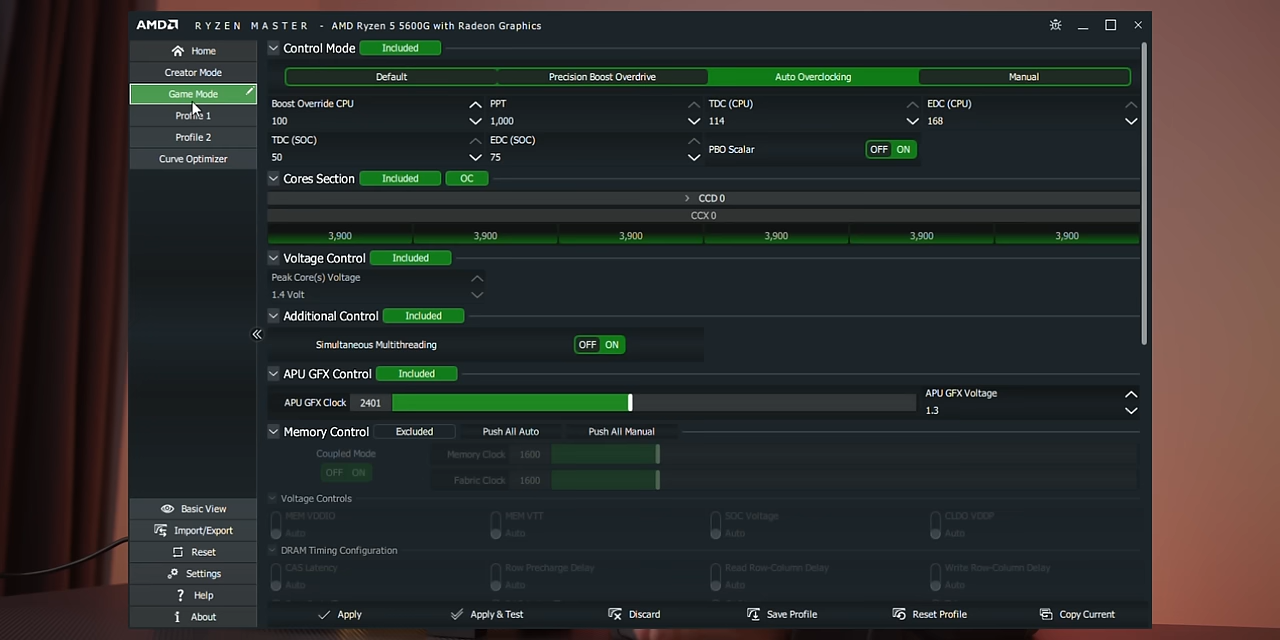 AMD RYZEN MASTER - AMD Ryzen 5 5600G with Radeon Graphics
Home
Creator Mode
Game Mode
Profile 1
Profile 2
Curve Optimizer
Basic View
Import/Export
Reset
Settings
Help
About
Control Mode Included
Default Precision Boost Overdrive Auto Overclocking Manual
Boost Override CPU PPT TDC (CPU) EDC (CPU)
100 1,000 114 168
TDC (SOC) EDC (SOC) PBO Scalar OFF ON
50 75
Cores Section Included OC
CCD 0
CCX 0
3,900 3,900 3,900 3,900 3,900 3,900
Voltage Control Included
Peak Core(s) Voltage
1.4 Volt
Additional Control Included
Simultaneous Multithreading OFF ON
APU GFX Control Included
APU GFX Clock 2401 APU GFX Voltage
1.3
Memory Control Excluded Push All Auto Push All Manual
Coupled Mode Memory Clock 1600
OFF ON Fabric Clock 1600
Voltage Controls
MEM VDDIO MEM VTT SOC Voltage CLDO VDDP
Auto Auto Auto Auto
DRAM Timing Configuration
CAS Latency Row Precharge Delay Read Row-Column Delay Write Row-Column Delay
Auto Auto Auto Auto
Apply Apply & Test Discard Save Profile Reset Profile Copy Current